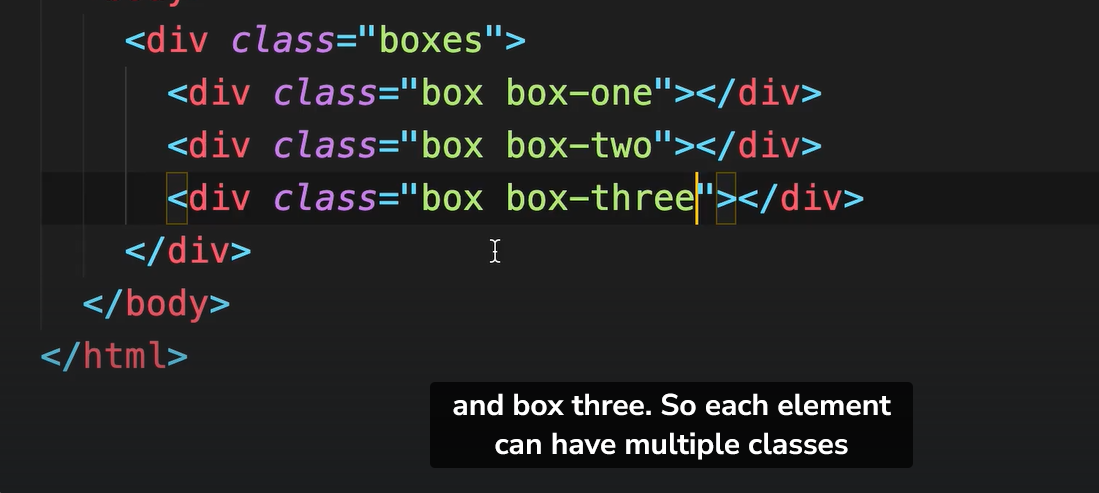 <div class="boxes">
<div class="box box-one"></div>
<div class="box box-two"></div>
<div class="box box-three"></div>
</div>
</body>
</html>
and box three. So each element
can have multiple classes